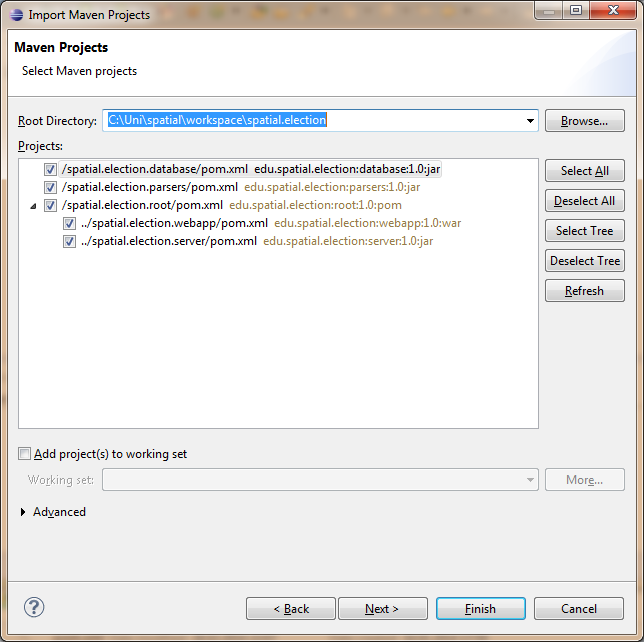 Import Maven Projects
Maven Projects
Select Maven projects
Root Directory: C:\Uni\spatial\workspace\spatial.election Browse...
Projects:
/spatial.election.database/pom.xml edu.spatial.election:database:1.0:jar
/spatial.election.parsers/pom.xml edu.spatial.election:parsers:1.0:jar
/spatial.election.root/pom.xml edu.spatial.election:root:1.0:pom
../spatial.election.webapp/pom.xml edu.spatial.election:webapp:1.0:war
../spatial.election.server/pom.xml edu.spatial.election:server:1.0:jar
Select All
Deselect All
Select Tree
Deselect Tree
Refresh
Add project(s) to working set
Working set: More...
Advanced
? < Back Next > Finish Cancel